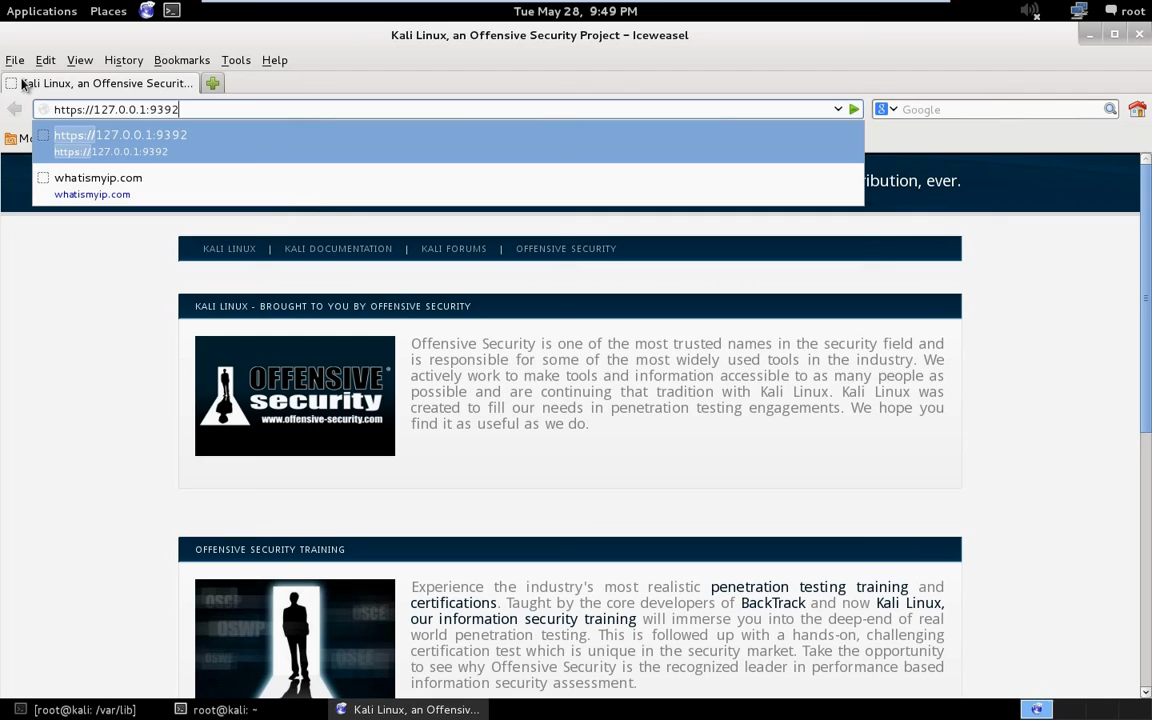 Applications Places Tue May 28, 9:49 PM root
Kali Linux, an Offensive Security Project - Iceweasel
File Edit View History Bookmarks Tools Help
Kali Linux, an Offensive Securit...
https://127.0.0.1:9392 Google
https://127.0.0.1:9392
https://127.0.0.1:9392
whatismyip.com
whatismyip.com
ribution, ever.
KALI LINUX | KALI DOCUMENTATION | KALI FORUMS | OFFENSIVE SECURITY
KALI LINUX - BROUGHT TO YOU BY OFFENSIVE SECURITY
OFFENSIVE
security
www.offensive-security.com
Offensive Security is one of the most trusted names in the security field and
is responsible for some of the most widely used tools in the industry. We
actively work to make tools and information accessible to as many people as
possible and are continuing that tradition with Kali Linux. Kali Linux was
created to fill our needs in penetration testing engagements. We hope you
find it as useful as we do.
OFFENSIVE SECURITY TRAINING
OSCP
OSCE
OSWP
Experience the industry's most realistic penetration testing training and
certifications. Taught by the core developers of BackTrack and now Kali Linux,
our information security training will immerse you into the deep-end of real
world penetration testing. This is followed up with a hands-on, challenging
certification test which is unique in the security market. Take the opportunity
to see why Offensive Security is the recognized leader in performance based
information security assessment.
[root@kali: /var/lib] root@kali: ~ Kali Linux, an Offensiv...